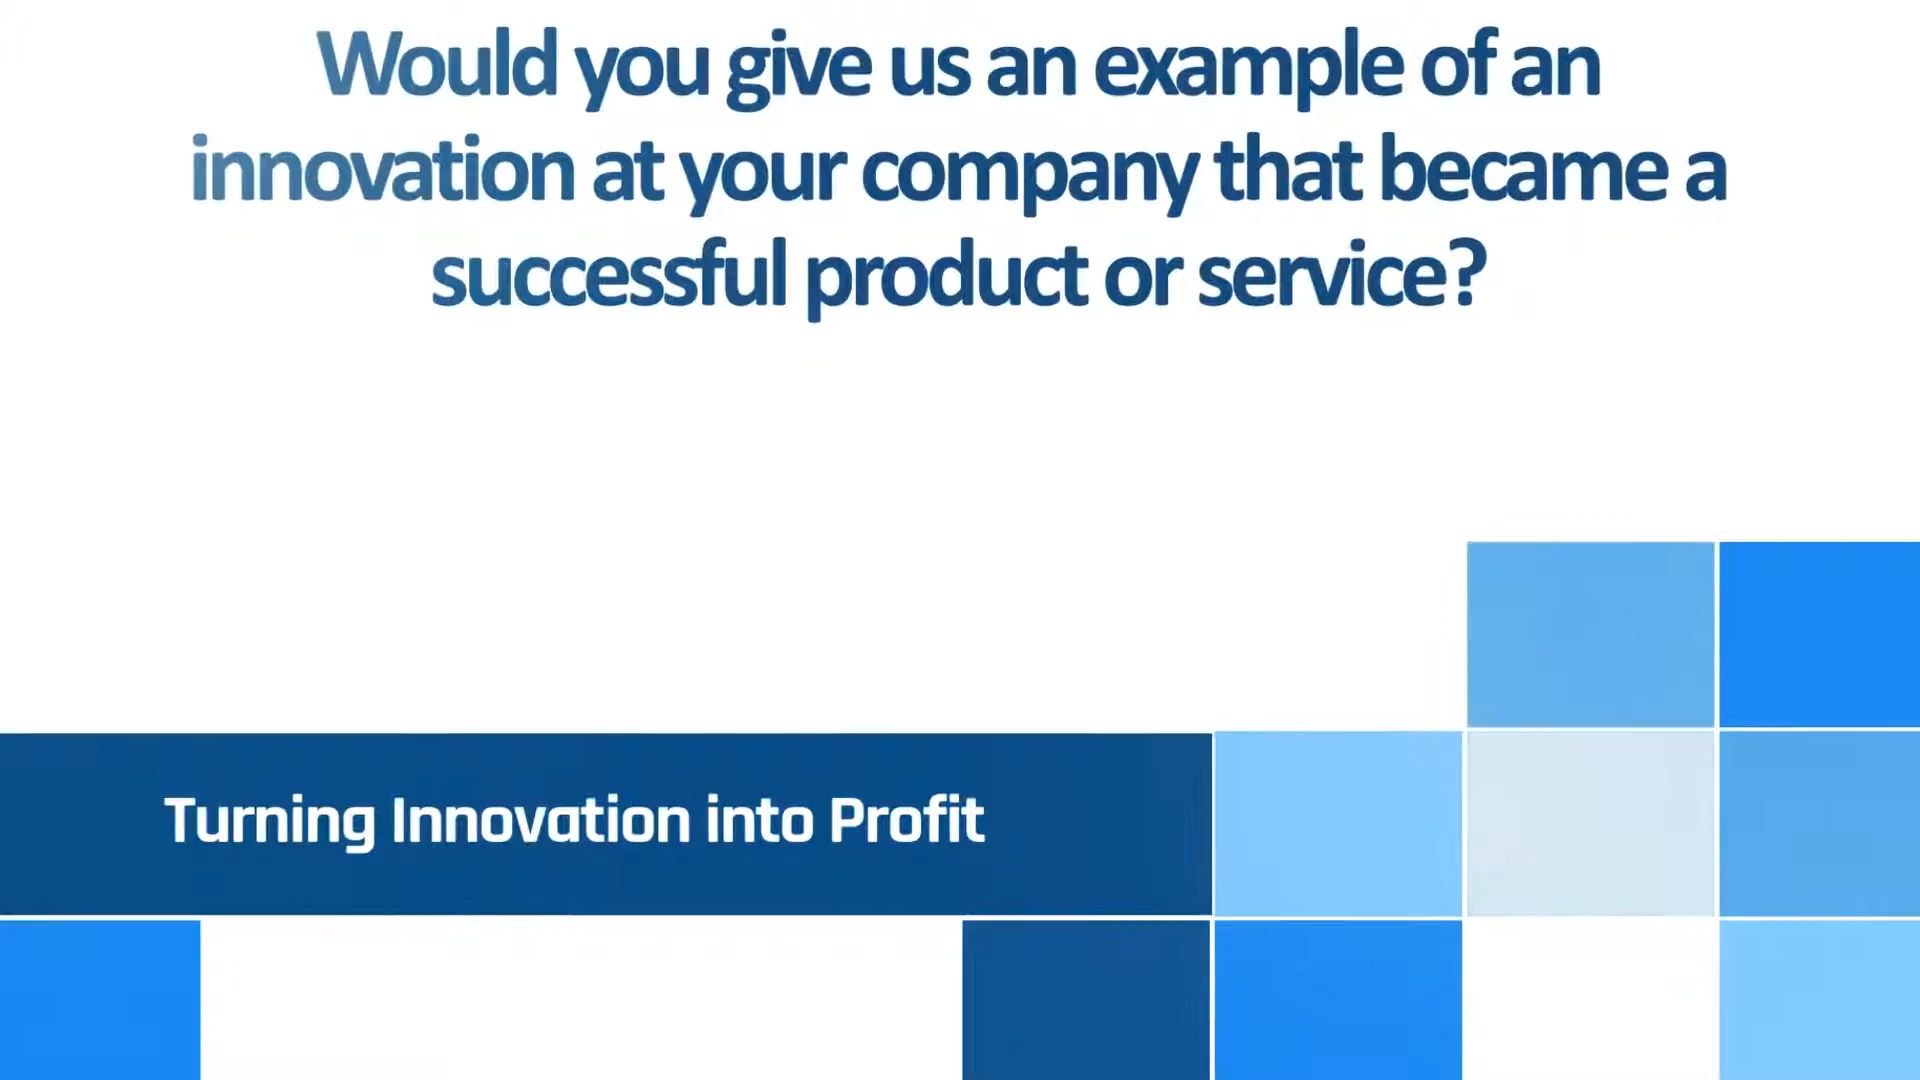 Would you give us an example of an
innovation at your company that became a
successful product or service?
Turning Innovation into Profit